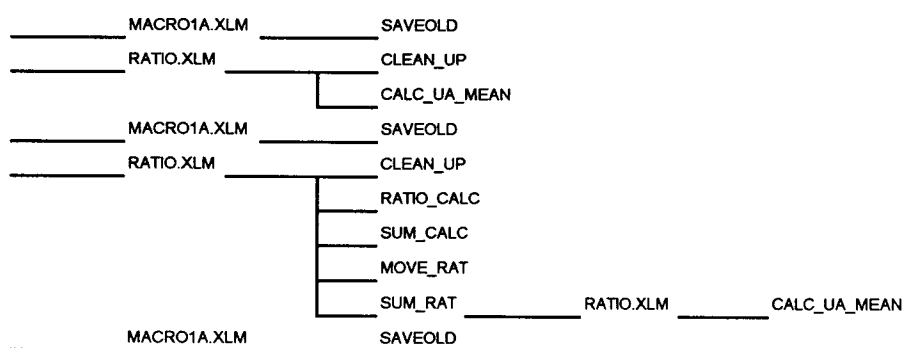 MACRO1A.XLM SAVEOLD
RATIO.XLM CLEAN_UP
CALC_UA_MEAN
MACRO1A.XLM SAVEOLD
RATIO.XLM CLEAN_UP
RATIO_CALC
SUM_CALC
MOVE_RAT
SUM_RAT RATIO.XLM CALC_UA_MEAN
MACRO1A.XLM SAVEOLD